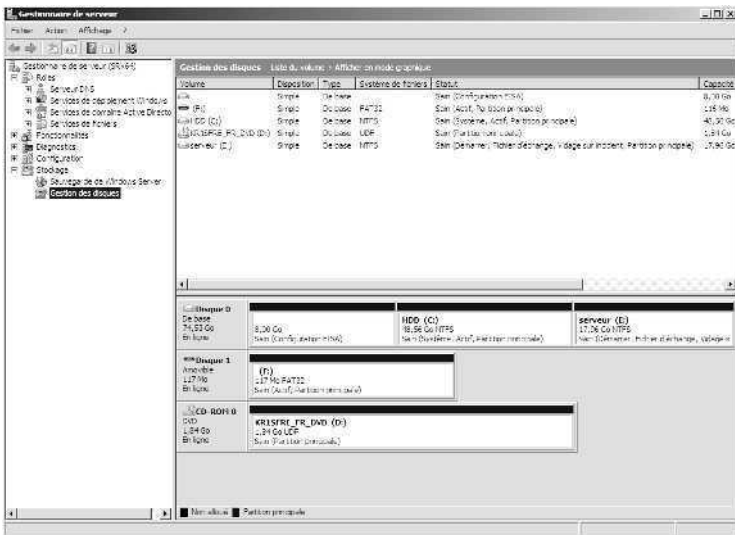 Gestionnaire de serveur
Fichier Action Affichage ?
Gestionnaire de serveur (SRVx64)
Rôles
Serveur DNS
Services de déploiement Windows
Services de domaine Active Directo
Services de fichiers
Fonctionnalités
Diagnostics
Configuration
Stockage
Sauvegarde de Windows Server
Gestion des disques
Gestion des disques Liste du volume + Afficher en mode graphique
Volume Disposition Type Système de fichiers Statut Capacité
Simple De base Sain (Configuration EISA) 8,00 Go
(F:) Simple De base FAT32 Sain (Actif, Partition principale)
HDD (C:) Simple De base NTFS Sain (Système, Actif, Partition principale) 48,56 Go
KR1SFRE_FR_DVD (D:) Simple De base UDF Sain (Partition principale) 1,84 Go
serveur (E:) Simple De base NTFS Sain (Démarrer, Fichier d'échange, Vidage sur incident, Partition principale) 17,96 Go
Disque 0
De base
74,53 Go
En ligne
8,00 Go
Sain (Configuration EISA)
HDD (C:)
48,56 Go NTFS
Sain (Système, Actif, Partition principale)
serveur (E:)
17,96 Go NTFS
Sain (Démarrer, Fichier d'échange, Vidage s
Disque 1
Amovible
117 Mo
En ligne
(F:)
117 Mo FAT32
Sain (Actif, Partition principale)
CD-ROM 0
DVD
1,84 Go
En ligne
KR1SFRE_FR_DVD (D:)
1,84 Go UDF
Sain (Partition principale)
Non alloué Partition principale